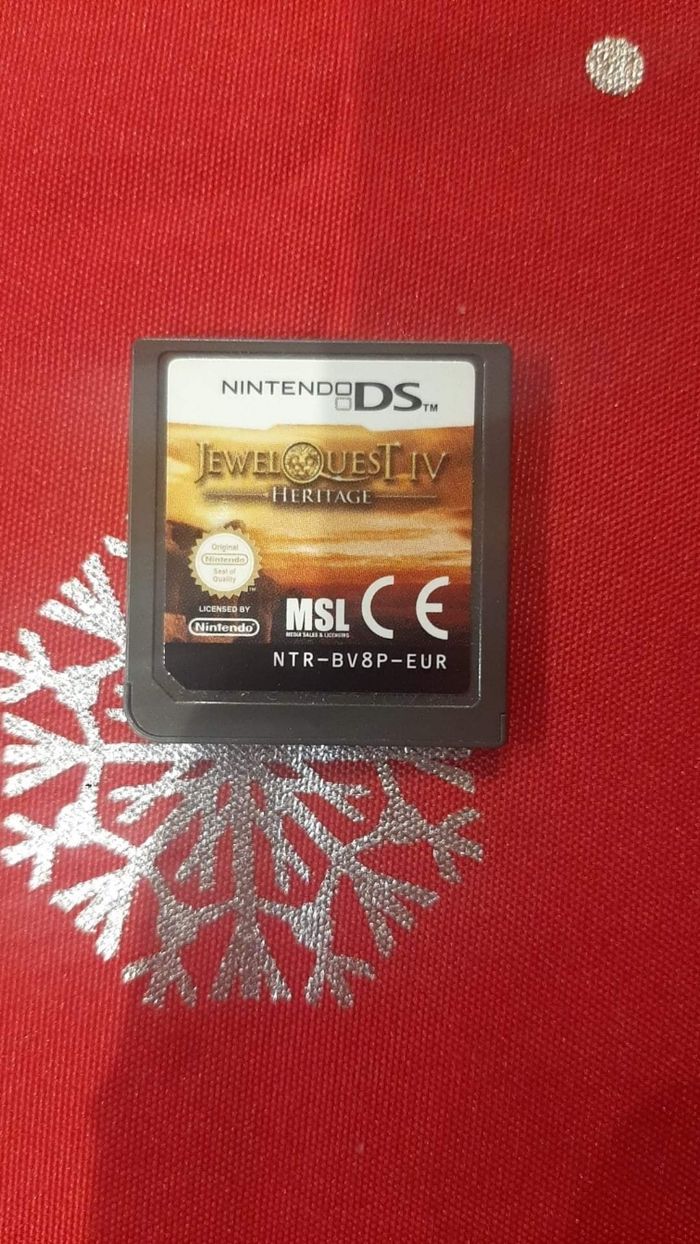 NINTENDO DS™
JEWEL QUEST IV
HERITAGE
Original
Nintendo
Seal of
Quality
TM
LICENSED BY
Nintendo
MSL
MEDIA SALES & LICENSING
CE
NTR-BV8P-EUR